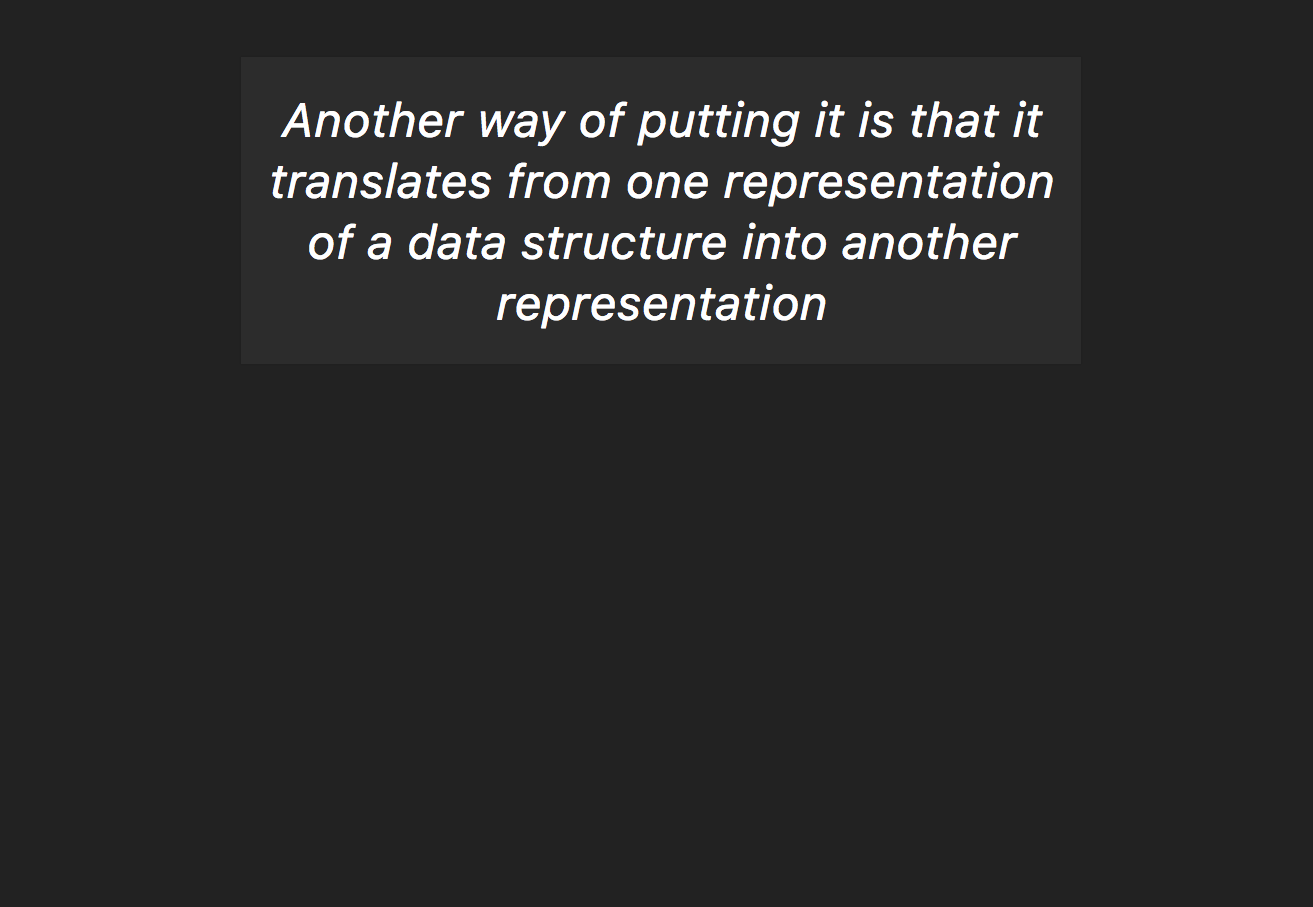 Another way of putting it is that it
translates from one representation
of a data structure into another
representation